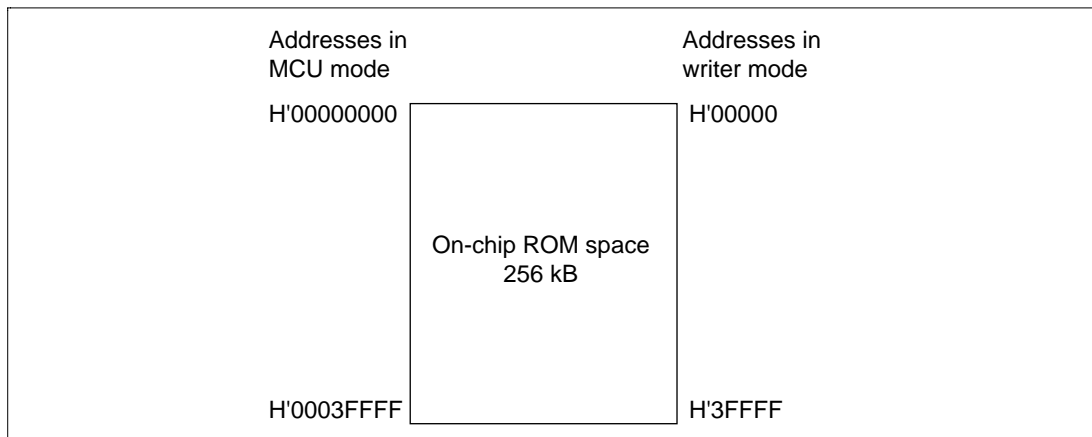 Addresses in
MCU mode
Addresses in
writer mode
H'00000000
H'00000
On-chip ROM space
256 kB
H'0003FFFF
H'3FFFF